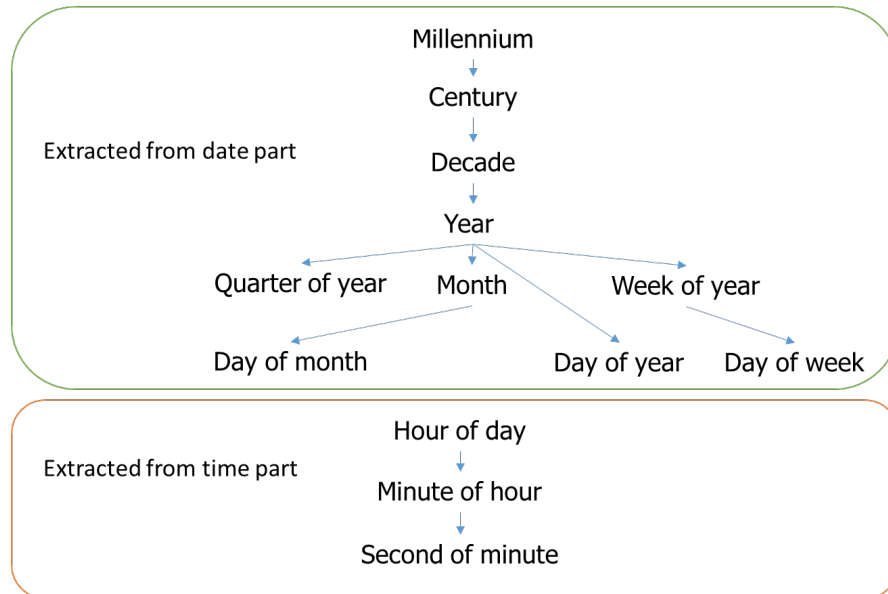 Millennium
Century
Extracted from date part
Decade
Year
Quarter of year
Month
Week of year
Day of month
Day of year
Day of week
Hour of day
Extracted from time part
Minute of hour
Second of minute